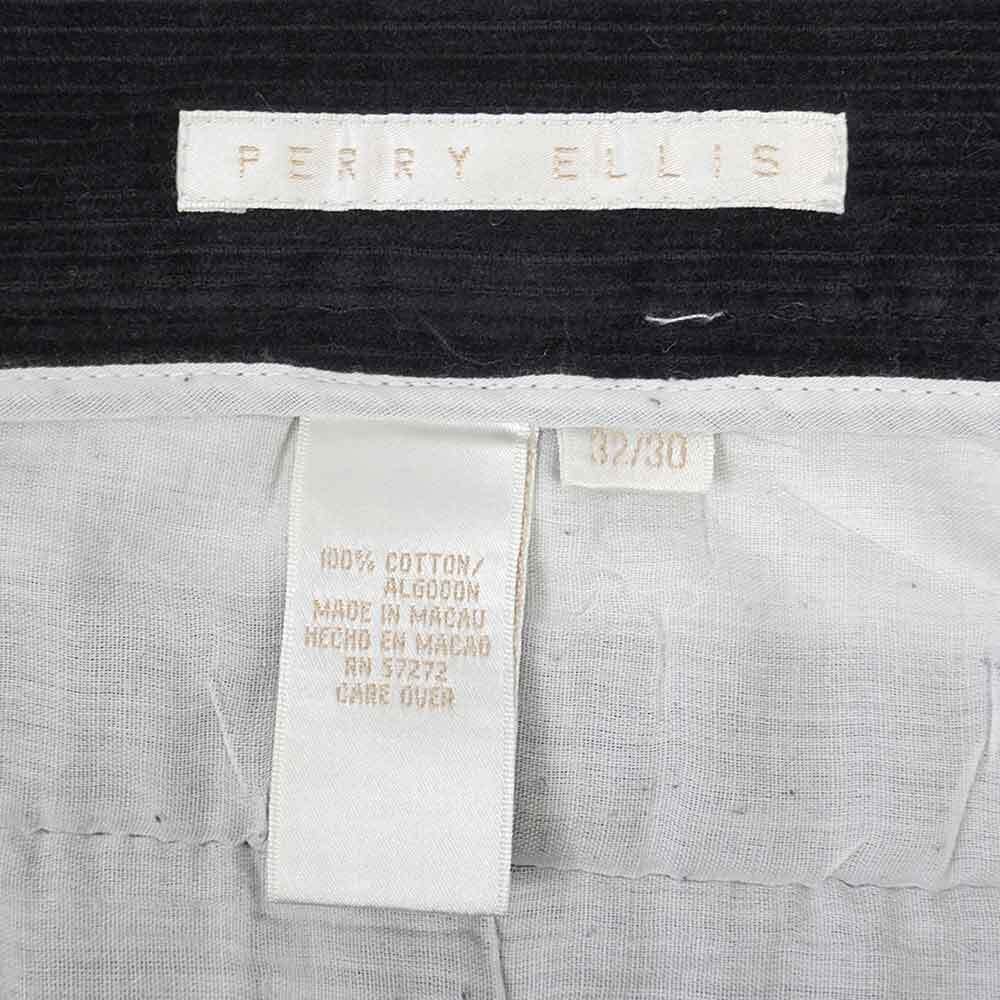 PERRY ELLIS
32/30
100% COTTON/
ALGODON
MADE IN MACAU
HECHO EN MACAO
RN 57272
CARE OVER